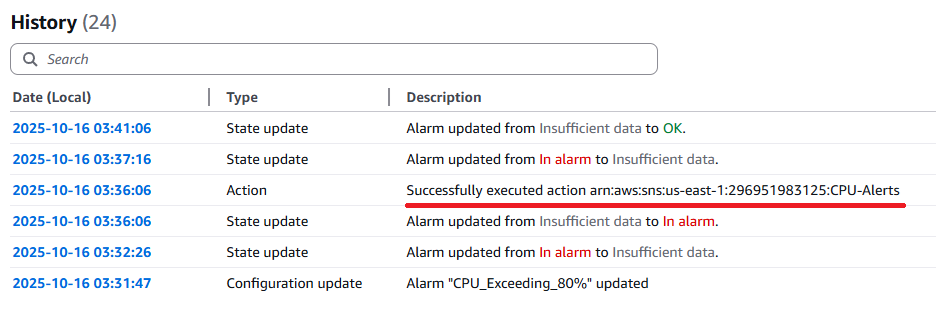 History (24)
Search
Date (Local) Type Description
2025-10-16 03:41:06 State update Alarm updated from Insufficient data to OK.
2025-10-16 03:37:16 State update Alarm updated from In alarm to Insufficient data.
2025-10-16 03:36:06 Action Successfully executed action arn:aws:sns:us-east-1:296951983125:CPU-Alerts
2025-10-16 03:36:06 State update Alarm updated from Insufficient data to In alarm.
2025-10-16 03:32:26 State update Alarm updated from In alarm to Insufficient data.
2025-10-16 03:31:47 Configuration update Alarm "CPU_Exceeding_80%" updated